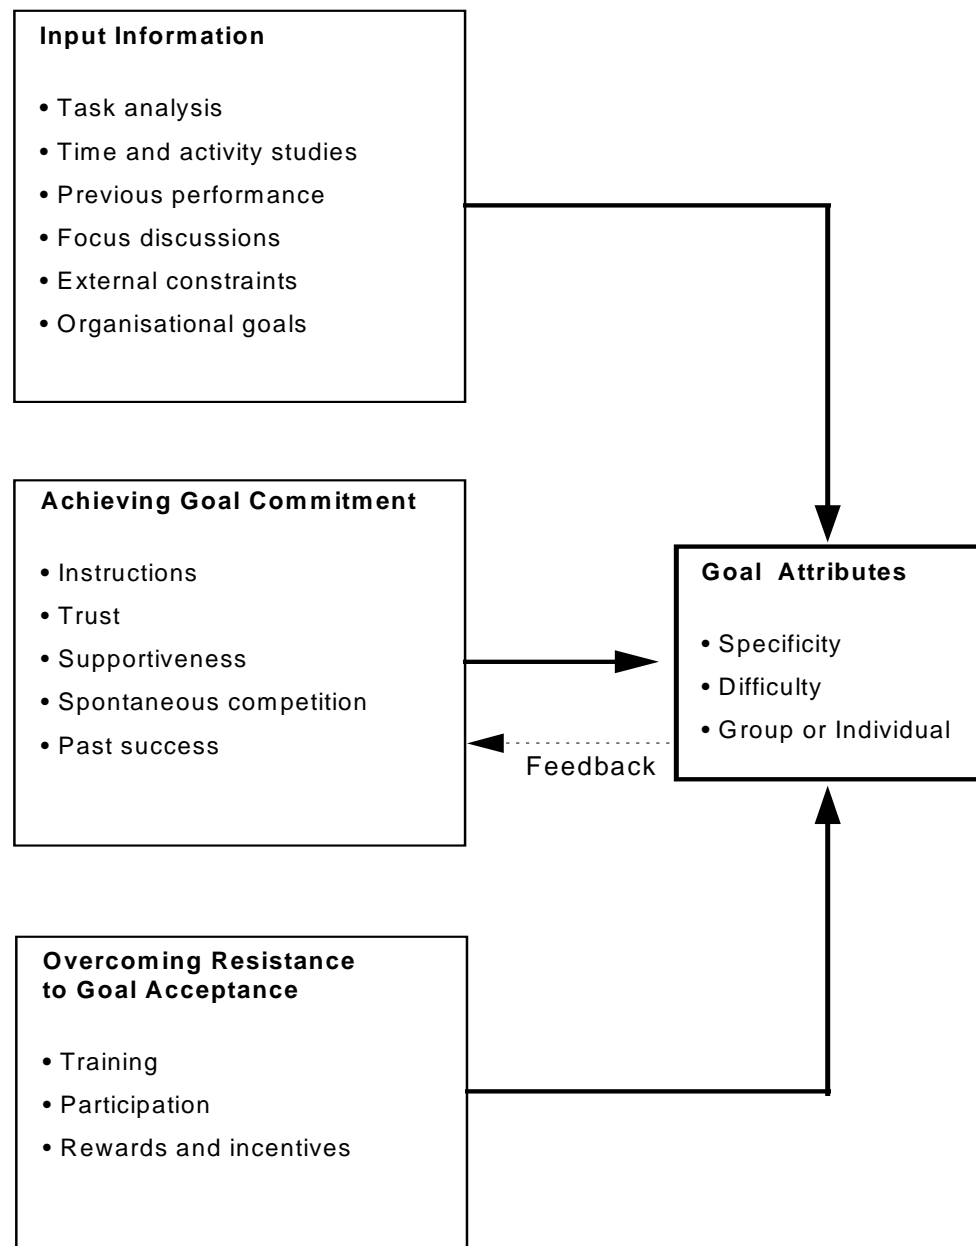 Input Information
• Task analysis
• Time and activity studies
• Previous performance
• Focus discussions
• External constraints
• Organisational goals
Achieving Goal Commitment
• Instructions
• Trust
• Supportiveness
• Spontaneous competition
• Past success
Goal Attributes
• Specificity
• Difficulty
• Group or Individual
Feedback
Overcoming Resistance
to Goal Acceptance
• Training
• Participation
• Rewards and incentives